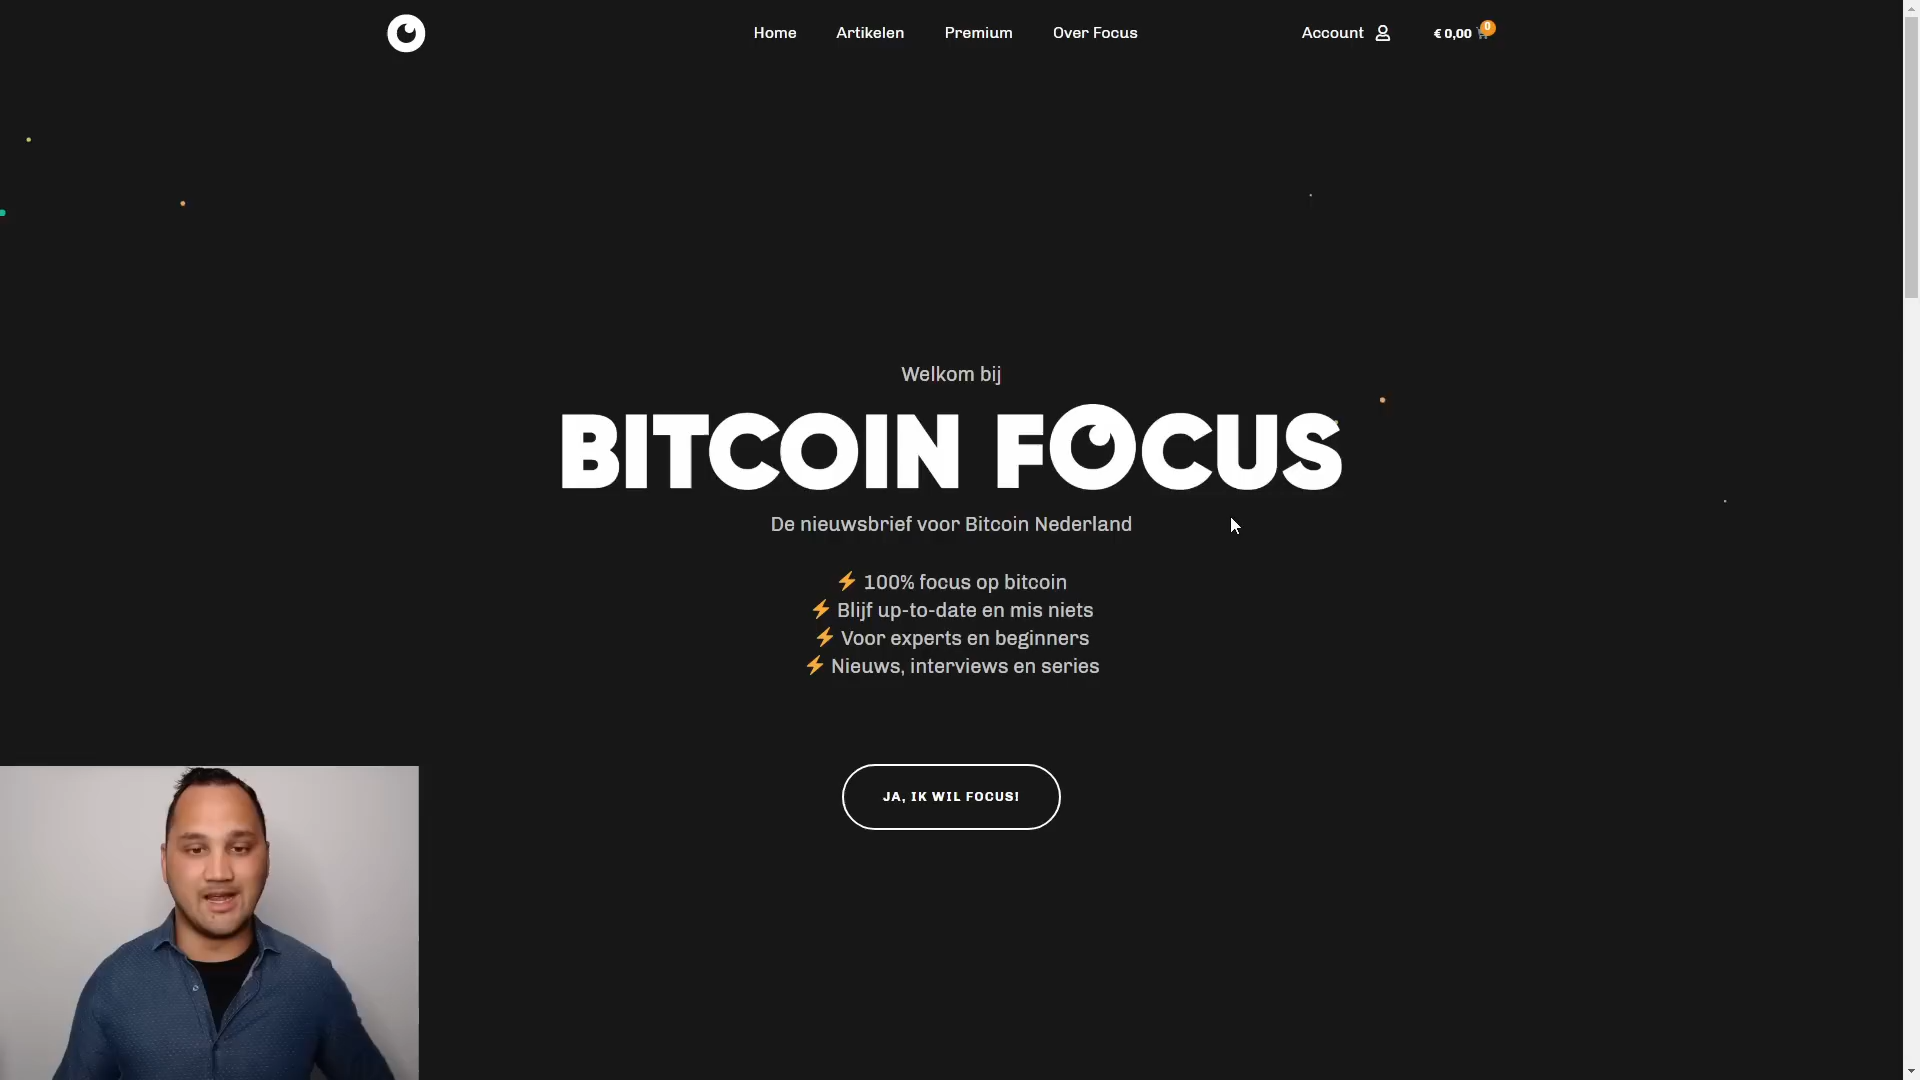 Home
Artikelen
Premium
Over Focus
Account
€ 0,00
0
Welkom bij
BITCOIN FOCUS
De nieuwsbrief voor Bitcoin Nederland
⚡ 100% focus op bitcoin
⚡ Blijf up-to-date en mis niets
⚡ Voor experts en beginners
⚡ Nieuws, interviews en series
JA, IK WIL FOCUS!